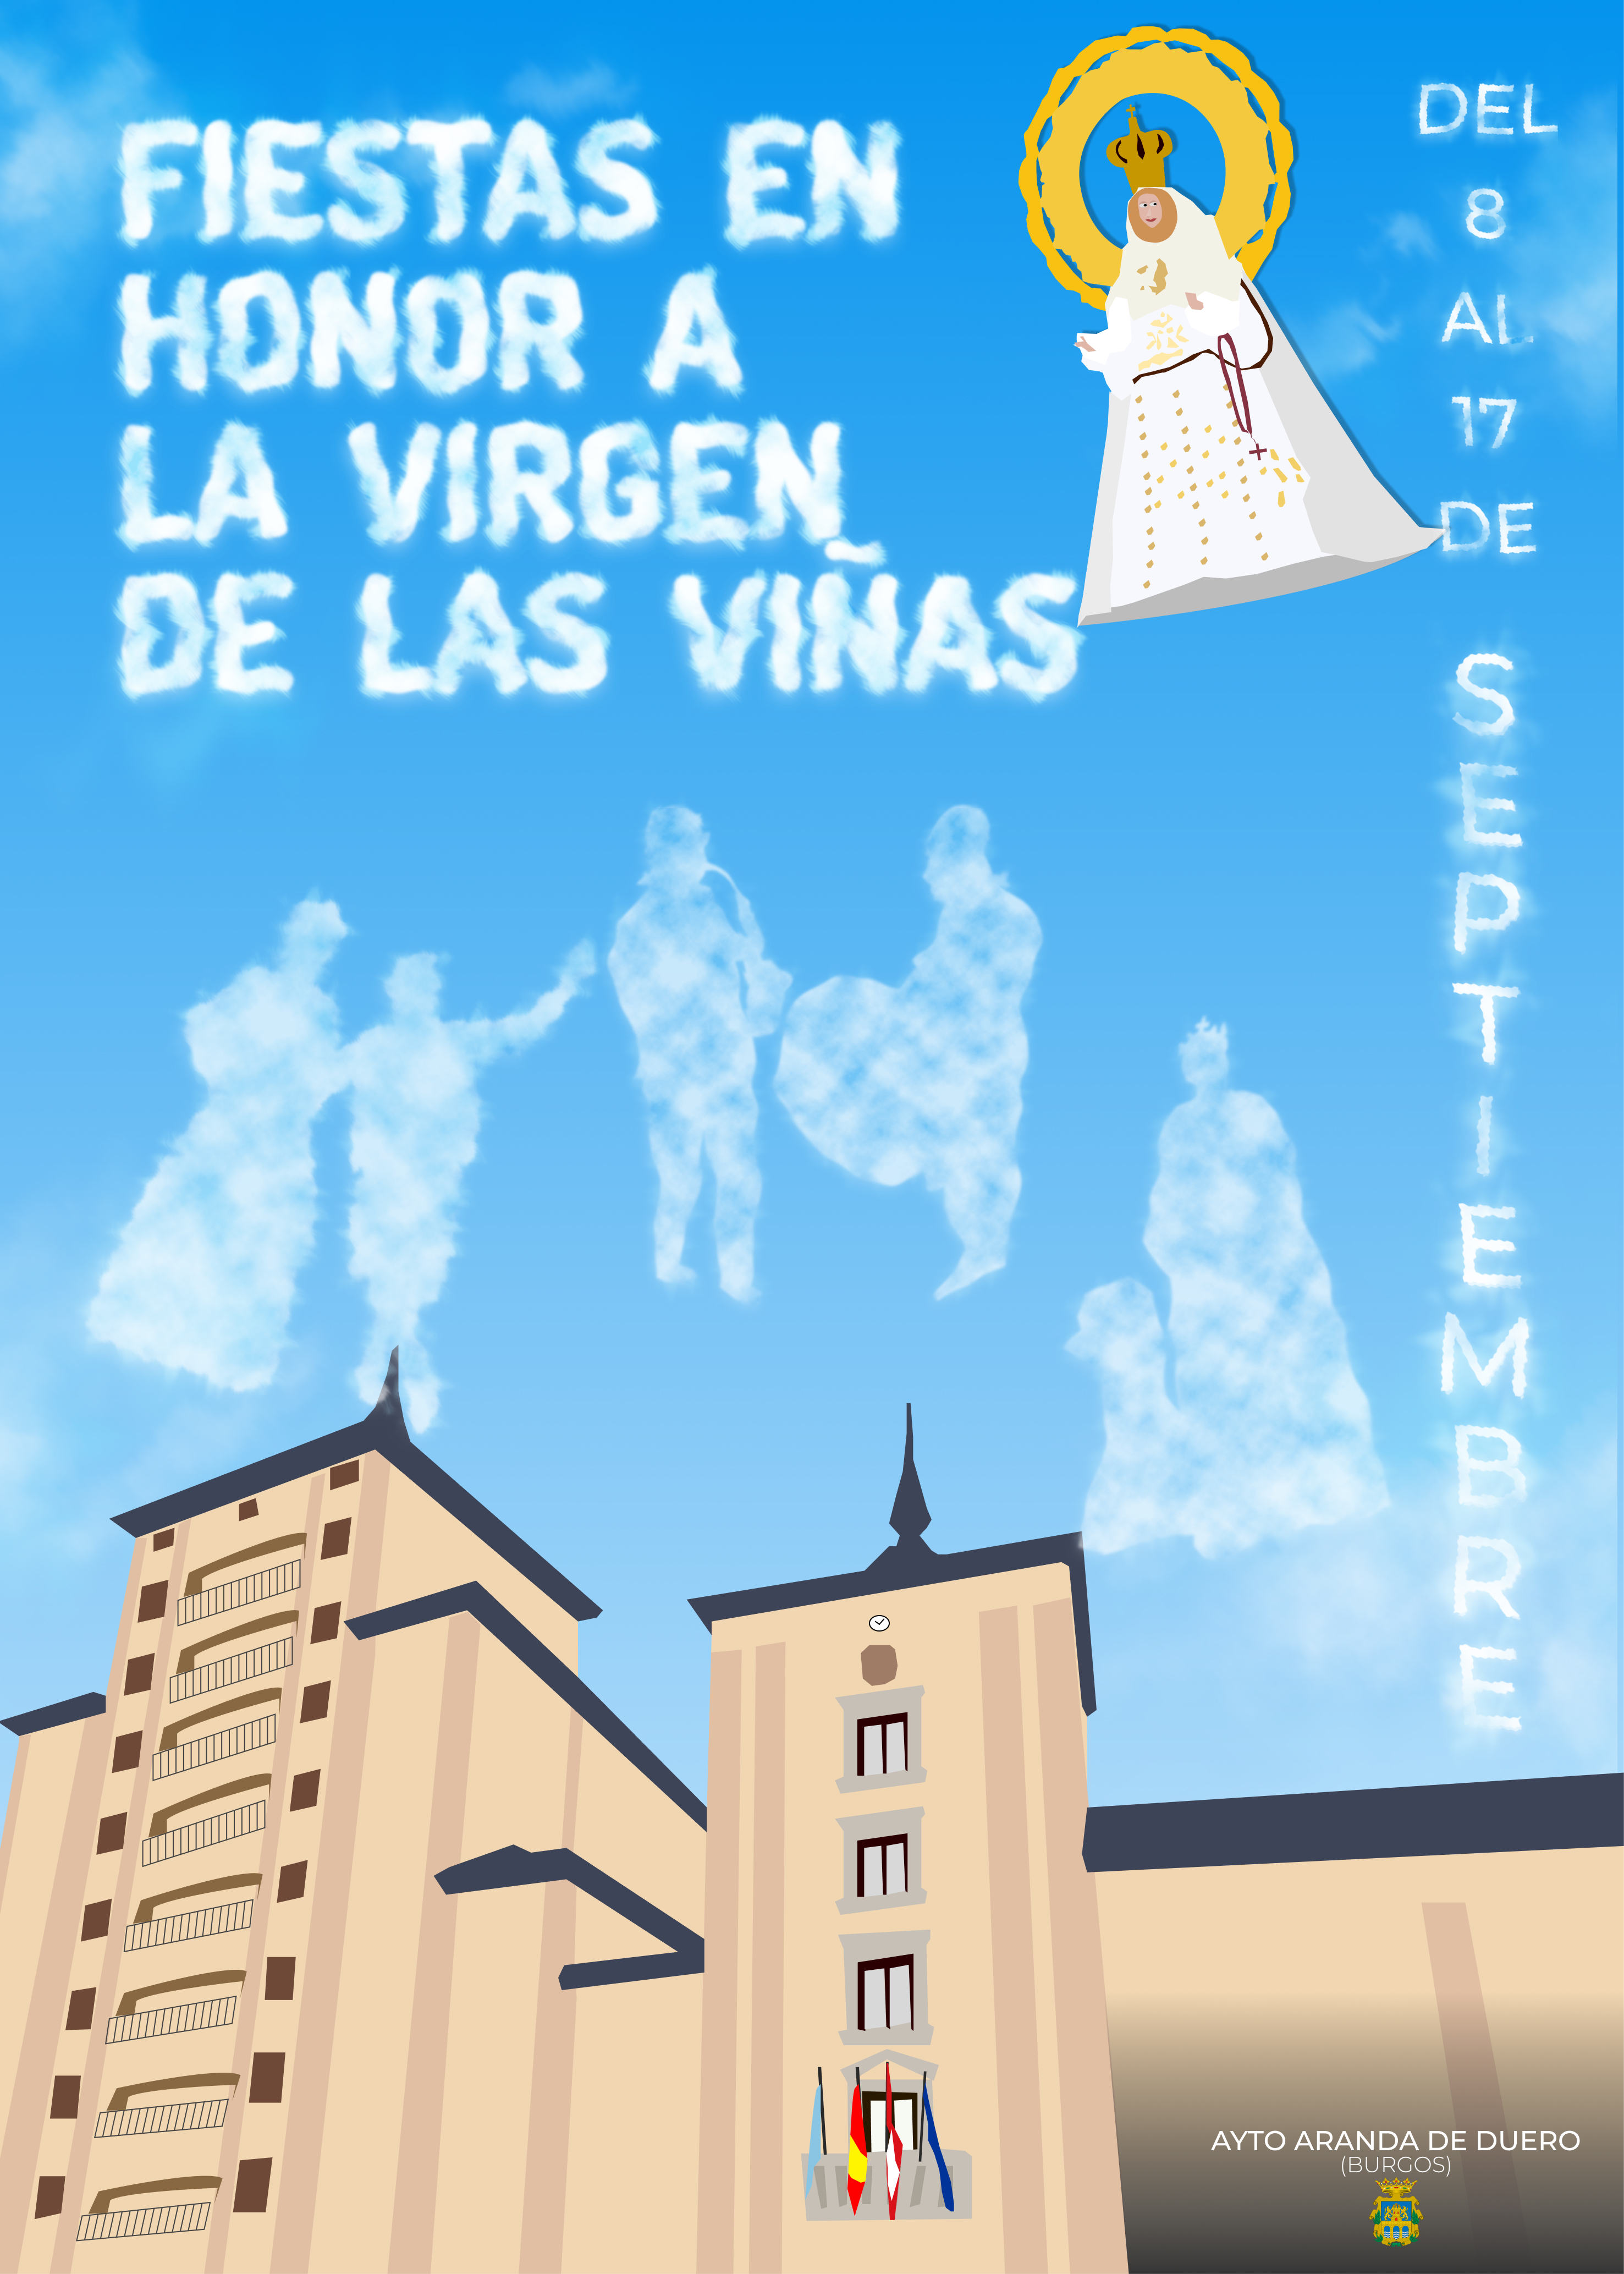 FIESTAS EN
HONOR A
LA VIRGEN
DE LAS VIÑAS
DEL
8
AL
17
DE
SEPTIEMBRE
AYTO ARANDA DE DUERO
(BURGOS)